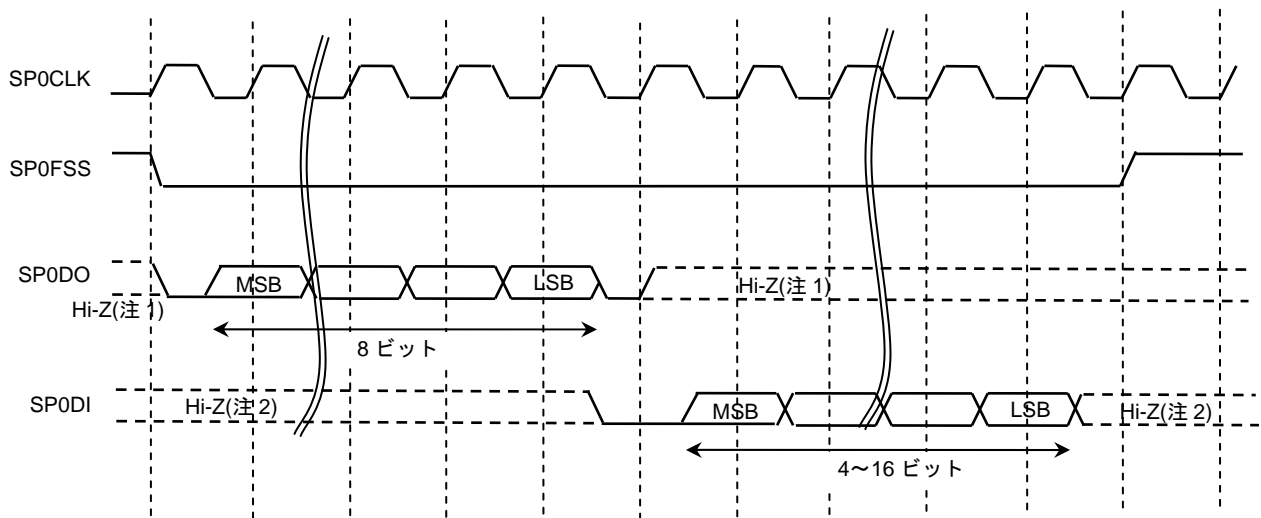 SP0CLK
SP0FSS
SP0DO
MSB
LSB
Hi-Z(注 1)
Hi-Z(注 1)
8 ビット
SP0DI
Hi-Z(注 2)
MSB
LSB
Hi-Z(注 2)
4～16 ビット